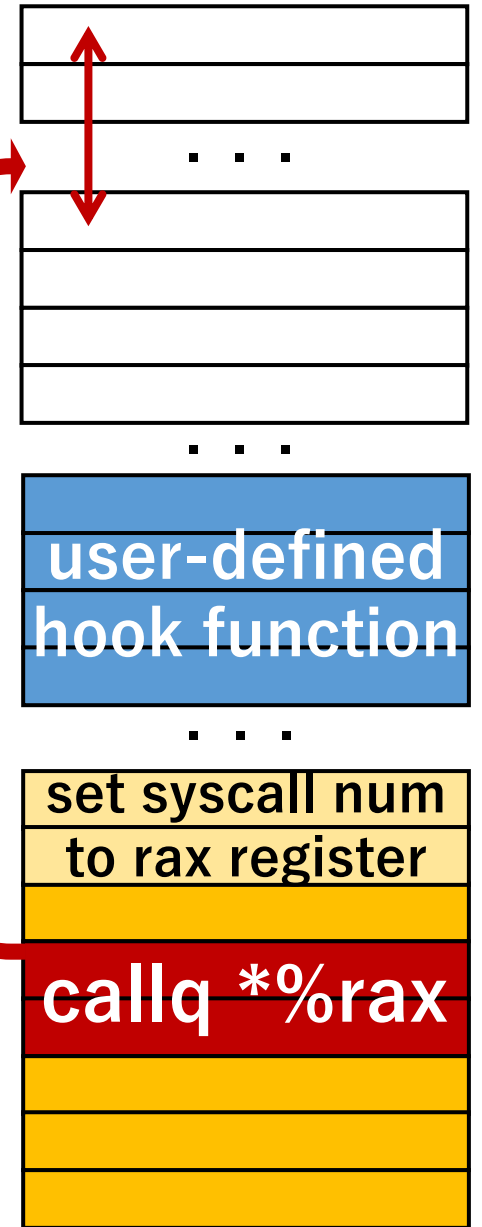 . . .
. . .
user-defined
hook function
. . .
set syscall num
to rax register
callq *%rax